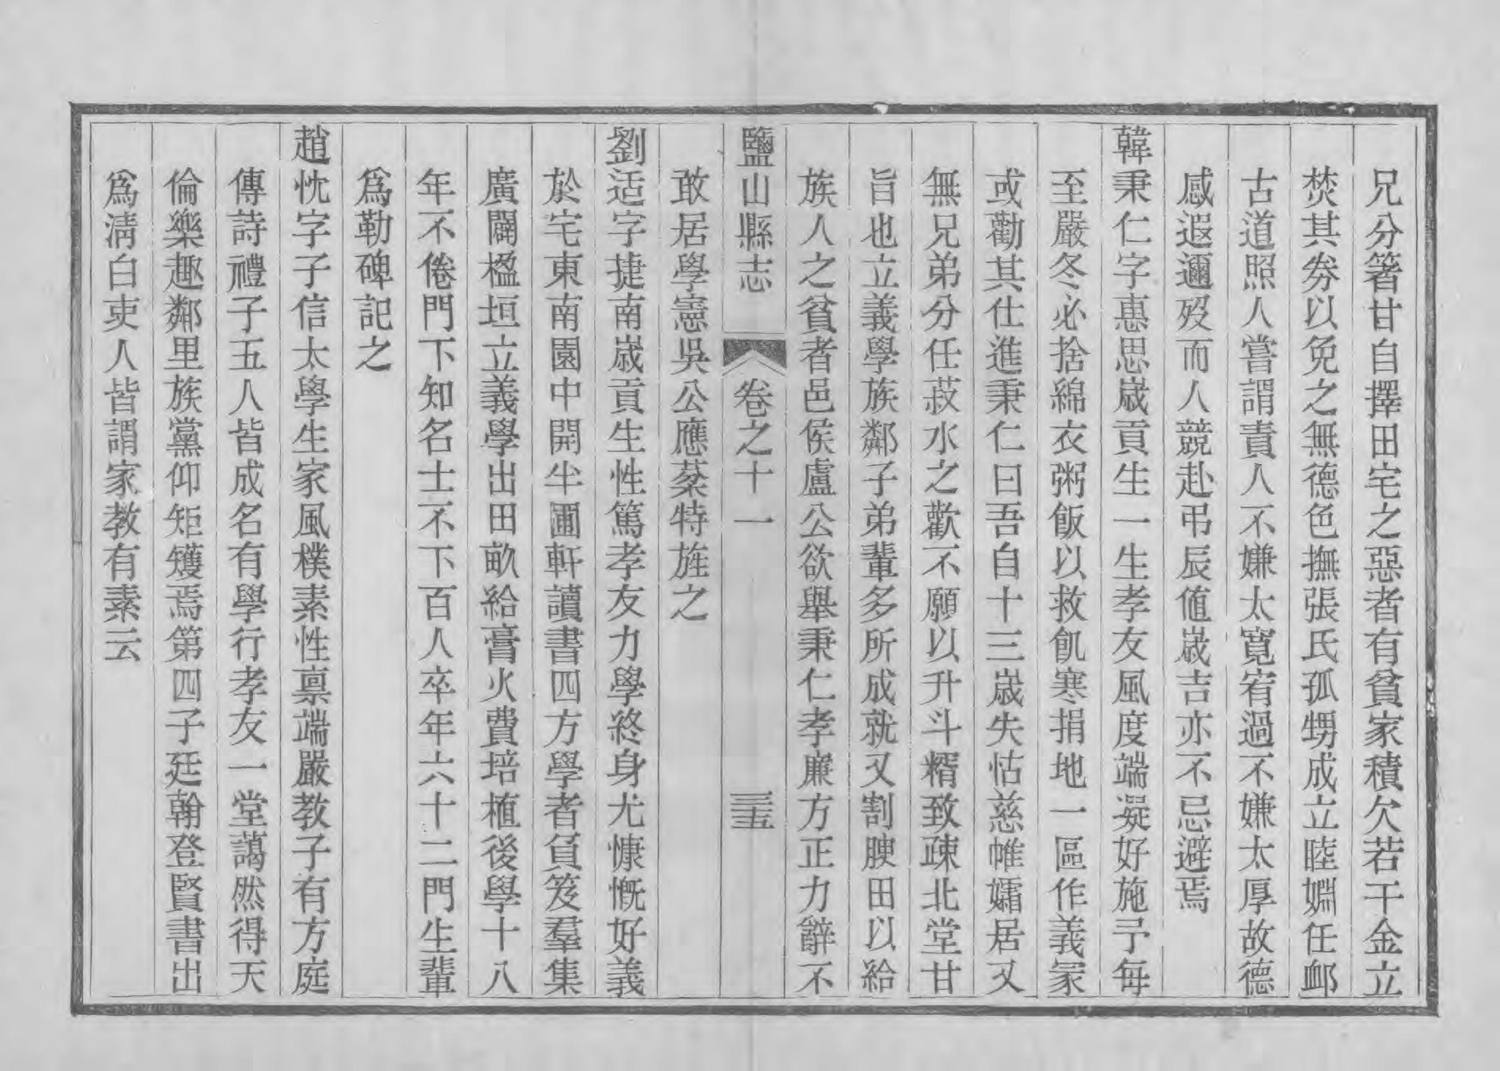 兄分箸甘自擇田宅之惡者有貧家積欠若干金立
焚其券以免之無德色撫張氏孤甥成立睦婣任䘏
古道照人嘗謂責人不嫌太寬宥過不嫌太厚故德
感遐邇歿而人競赴弔辰値歲吉亦不忌避焉
韓秉仁字惠思歲貢生一生孝友風度端凝好施予每
至嚴冬必捨綿衣粥飯以救飢寒捐地一區作義冢
或勸其仕進秉仁曰吾自十三歲失怙慈帷孀居又
無兄弟分任菽水之歡不願以升斗糈致疎北堂甘
旨也立義學族鄰子弟輩多所成就又割腴田以給
族人之貧者邑侯盧公欲舉秉仁孝廉方正力辭不
鹽山縣志 卷之十一 三十五
敢居學憲吳公應棻特旌之
劉适字捷南歲貢生性篤孝友力學終身尤慷慨好義
於宅東南園中開半圃軒讀書四方學者負笈羣集
廣闢楹垣立義學出田畝給膏火費培植後學十八
年不倦門下知名士不下百人卒年六十二門生輩
爲勒碑記之
趙忱字子信太學生家風樸素性禀端嚴教子有方庭
傳詩禮子五人皆成名有學行孝友一堂藹然得天
倫樂趣鄰里族黨仰矩矱焉第四子廷翰登賢書出
爲淸白吏人皆謂家教有素云